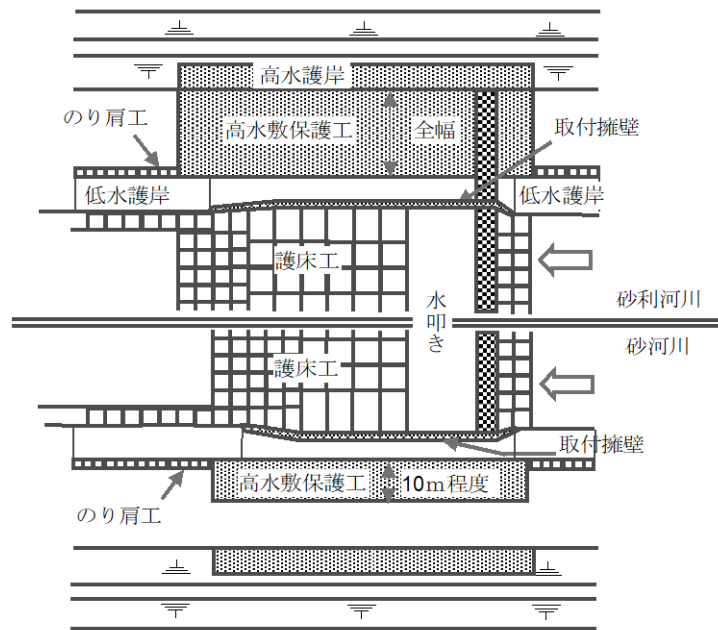 高水護岸
のり肩工
高水敷保護工
全幅
取付擁壁
低水護岸
低水護岸
護床工
水叩き
砂利河川
砂河川
護床工
取付擁壁
高水敷保護工
10m程度
のり肩工